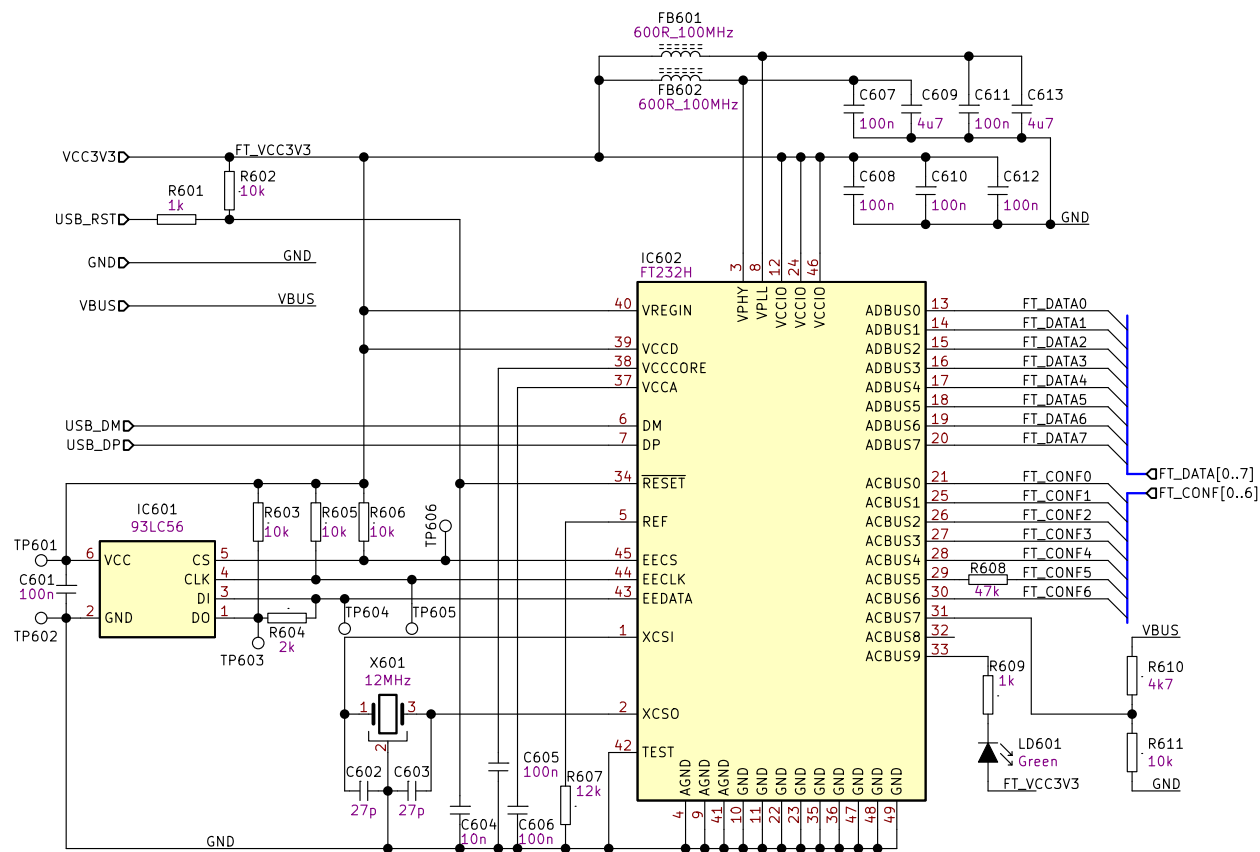 FB601
600R_100MHz
FB602
600R_100MHz
C607
100n
C609
4u7
C611
100n
C613
4u7
VCC3V3
FT_VCC3V3
R602
10k
R601
1k
USB_RST
C608
100n
C610
100n
C612
100n
GND
GND
GND
VBUS
VBUS
IC602
FT232H
3
8
12
24
46
VPHY
VPLL
VCCIO
VCCIO
VCCIO
40
VREGIN
39
VCCD
38
VCCCORE
37
VCCA
USB_DM
6
DM
USB_DP
7
DP
34
RESET
5
REF
45
EECS
44
EECLK
43
EEDATA
1
XCSI
2
XCSO
42
TEST
ADBUS0
13
FT_DATA0
ADBUS1
14
FT_DATA1
ADBUS2
15
FT_DATA2
ADBUS3
16
FT_DATA3
ADBUS4
17
FT_DATA4
ADBUS5
18
FT_DATA5
ADBUS6
19
FT_DATA6
ADBUS7
20
FT_DATA7
FT_DATA[0..7]
FT_CONF[0..6]
ACBUS0
21
FT_CONF0
ACBUS1
25
FT_CONF1
ACBUS2
26
FT_CONF2
ACBUS3
27
FT_CONF3
ACBUS4
28
FT_CONF4
ACBUS5
29
R608
47k
FT_CONF5
ACBUS6
30
FT_CONF6
ACBUS7
31
ACBUS8
32
ACBUS9
33
VBUS
R609
1k
R610
4k7
R611
10k
GND
LD601
Green
FT_VCC3V3
IC601
93LC56
TP601
6
VCC
CS
5
CLK
4
DI
3
DO
1
GND
2
TP602
C601
100n
R603
10k
R605
10k
R606
10k
TP606
R604
2k
TP603
TP604
TP605
X601
12MHz
1
3
2
C602
27p
C603
27p
C604
10n
C605
100n
C606
100n
R607
12k
GND
AGND
AGND
AGND
GND
GND
GND
GND
GND
GND
GND
GND
GND
4
9
41
10
11
22
23
35
36
47
48
49